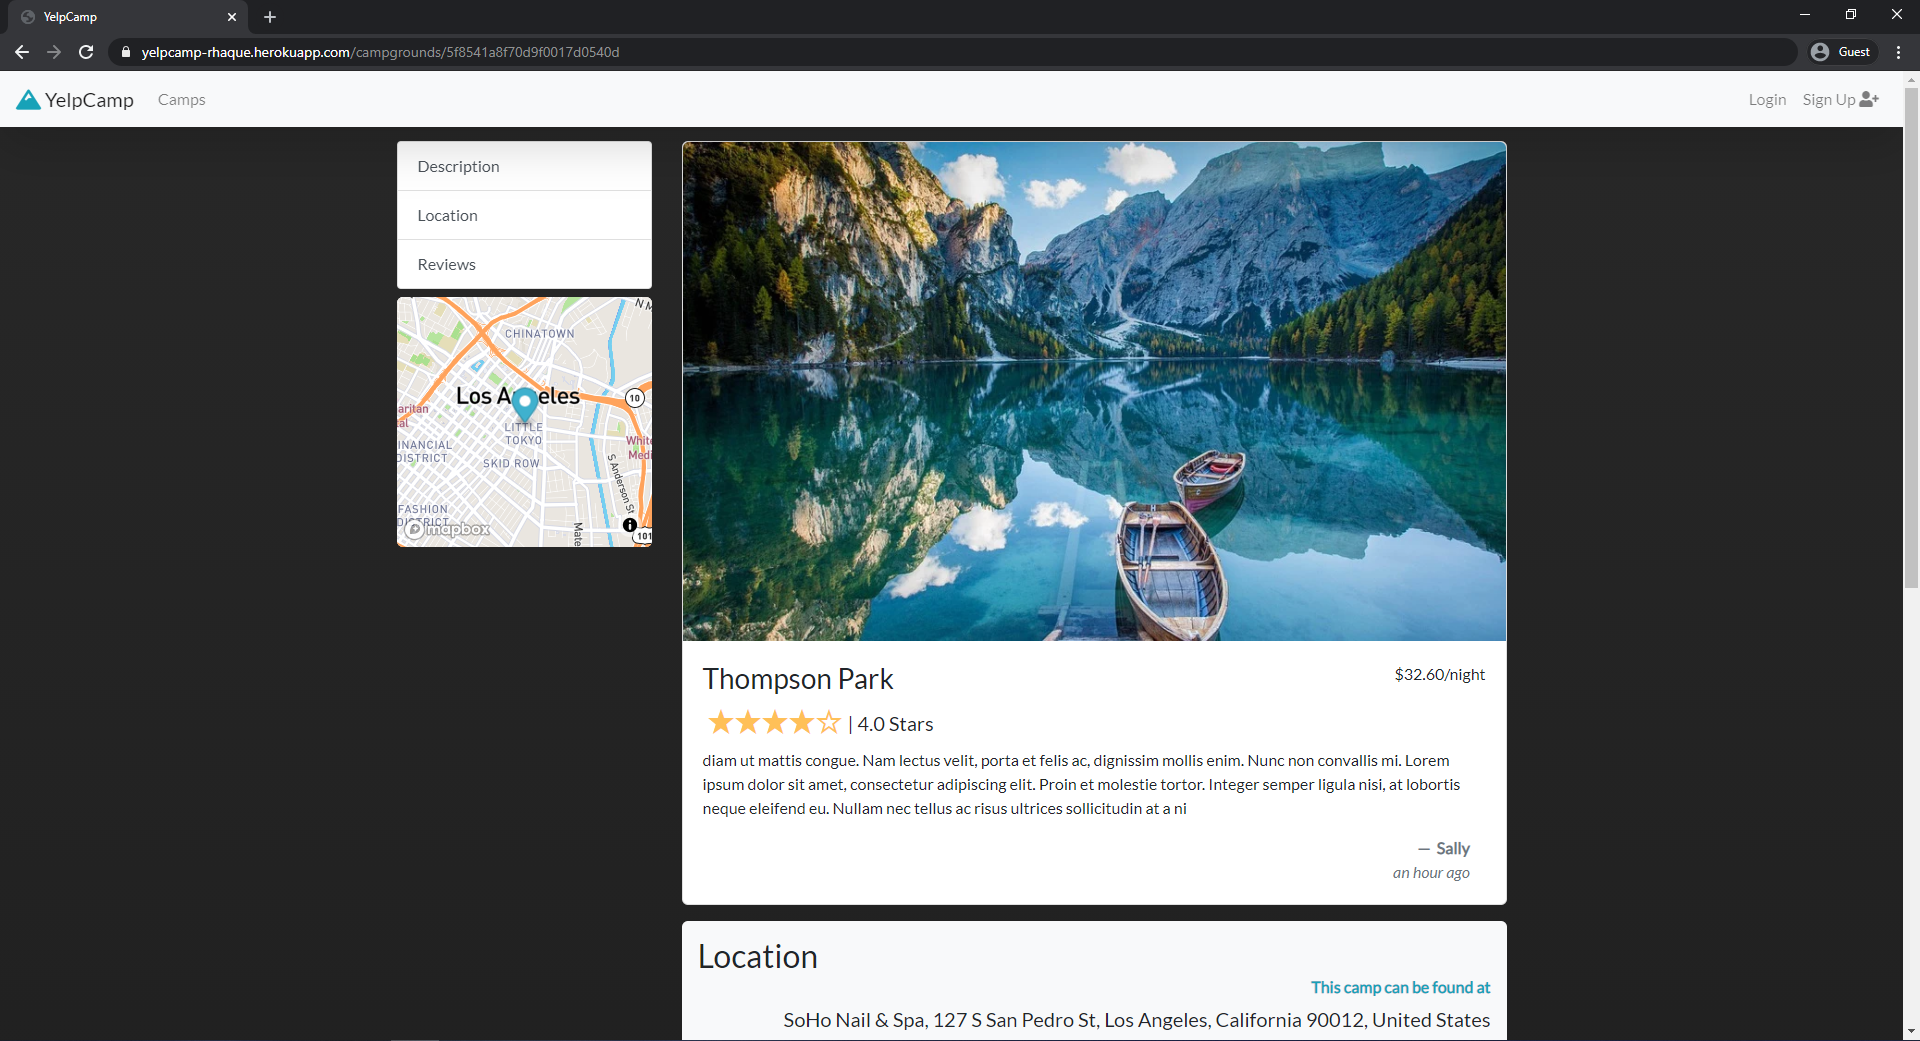 YelpCamp
yelpcamp-rhaque.herokuapp.com/campgrounds/5f8541a8f70d9f0017d0540d
Guest
YelpCamp
Camps
Login
Sign Up
Description
Location
Reviews
N M
CHINATOWN
Los Angeles
10
aritan
tal
LITTLE
TOKYO
White
Medi
INANCIAL
DISTRICT
SKID ROW
S Anderson St
FASHION
DISTRICT
mapbox
Mate
101
Thompson Park
$32.60/night
| 4.0 Stars
diam ut mattis congue. Nam lectus velit, porta et felis ac, dignissim mollis enim. Nunc non convallis mi. Lorem
ipsum dolor sit amet, consectetur adipiscing elit. Proin et molestie tortor. Integer semper ligula nisi, at lobortis
neque eleifend eu. Nullam nec tellus ac risus ultrices sollicitudin at a ni
— Sally
an hour ago
Location
This camp can be found at
SoHo Nail & Spa, 127 S San Pedro St, Los Angeles, California 90012, United States